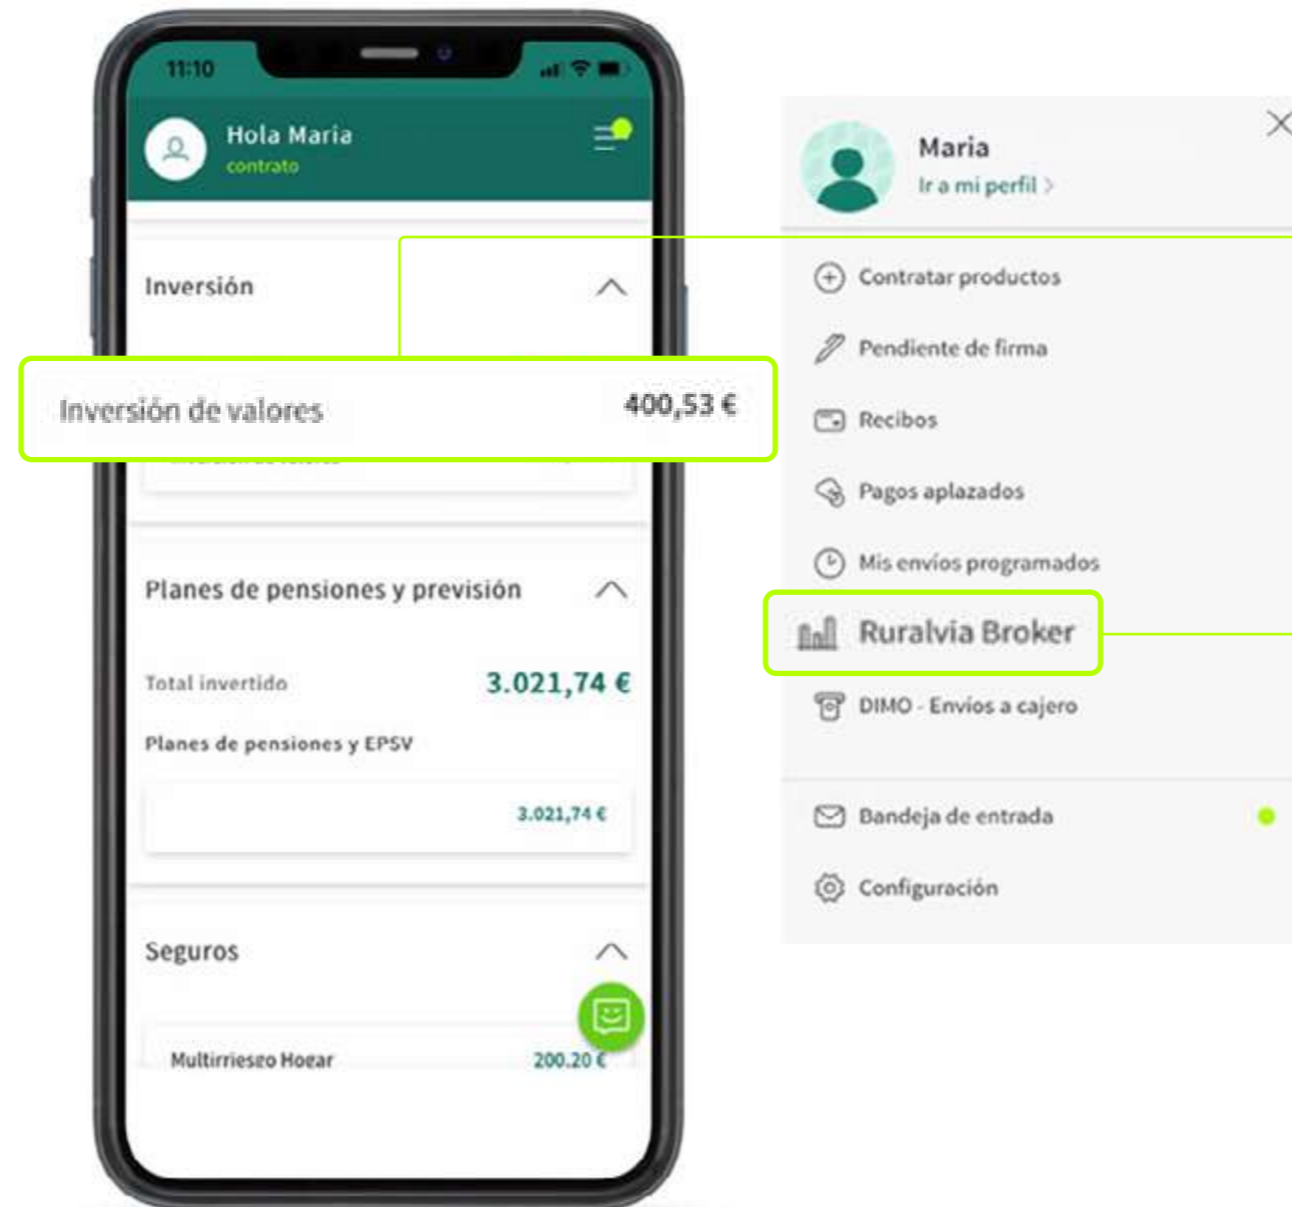 11:10
Hola Maria
contrato
Inversión
Inversión de valores 400,53 €
Planes de pensiones y previsión
Total invertido 3.021,74 €
Planes de pensiones y EPSV
3.021,74 €
Seguros
Multirriesgo Hogar 200.20 €
Maria
Ir a mi perfil >
Contratar productos
Pendiente de firma
Recibos
Pagos aplazados
Mis envíos programados
Ruralvía Broker
DIMO - Envíos a cajero
Bandeja de entrada
Configuración